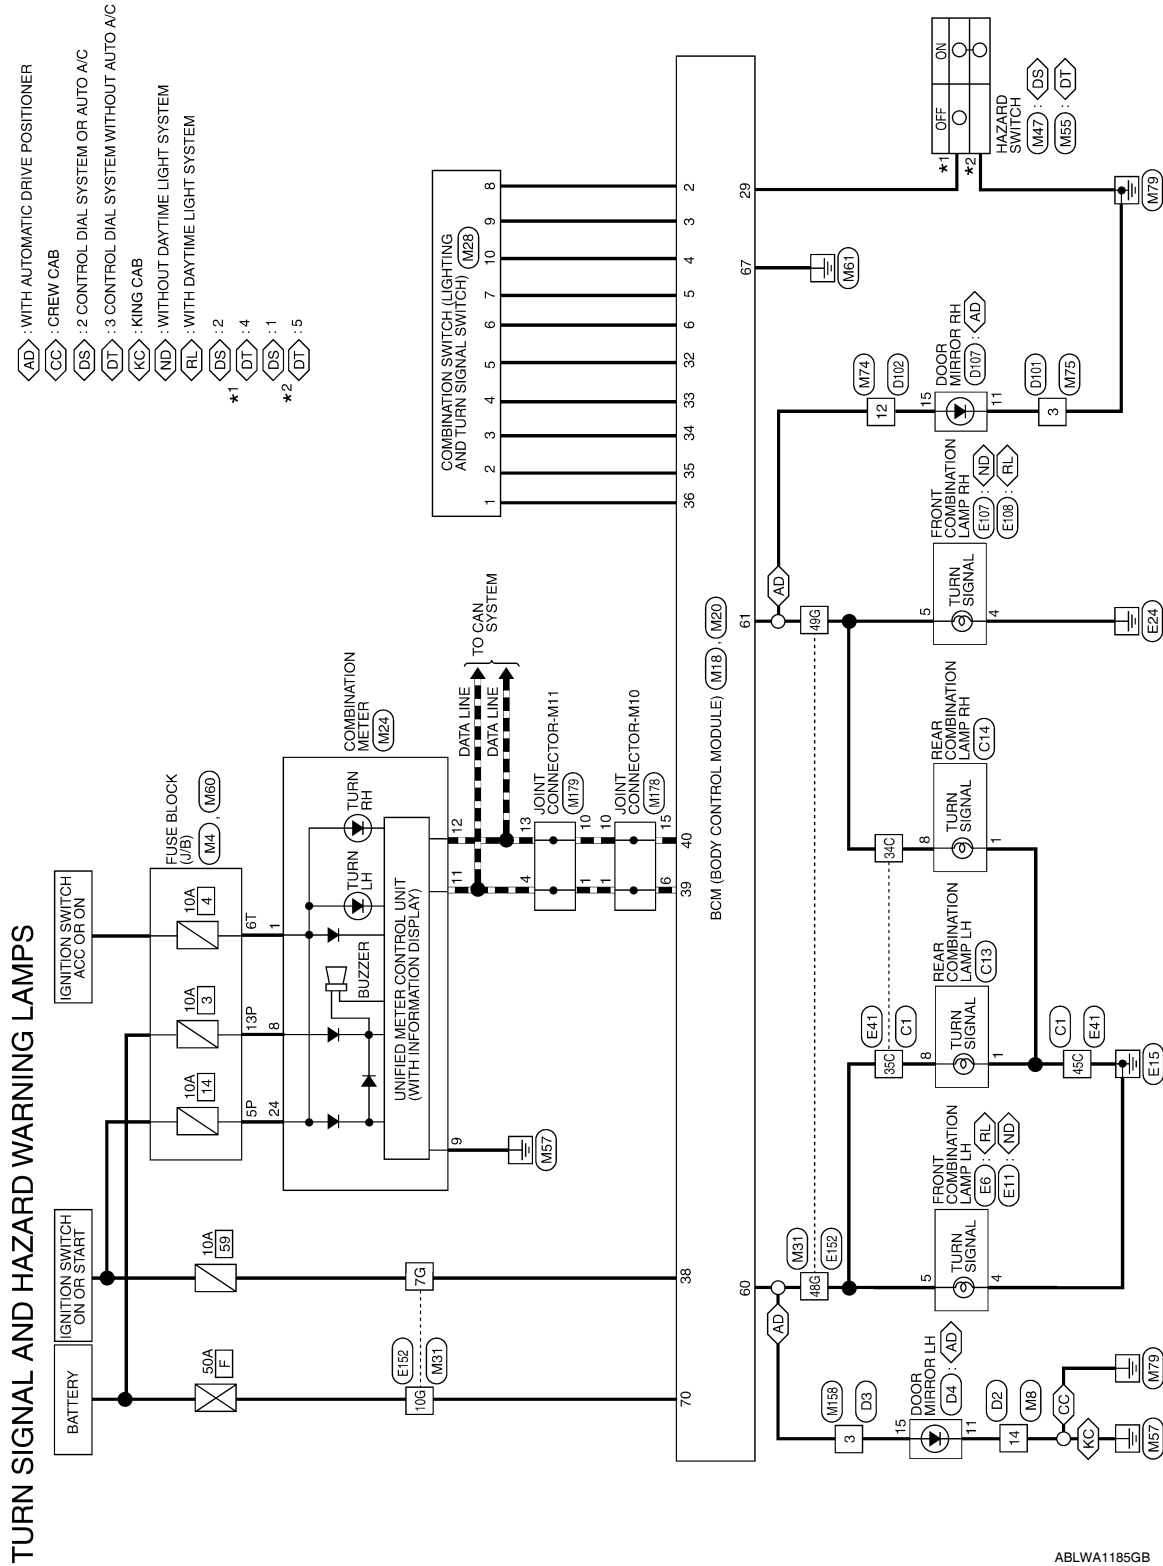 TURN SIGNAL AND HAZARD WARNING LAMPS
AD : WITH AUTOMATIC DRIVE POSITIONER
CC : CREW CAB
DS : 2 CONTROL DIAL SYSTEM OR AUTO A/C
DT : 3 CONTROL DIAL SYSTEM WITHOUT AUTO A/C
KC : KING CAB
ND : WITHOUT DAYTIME LIGHT SYSTEM
RL : WITH DAYTIME LIGHT SYSTEM
*1
DS : 2
DT : 4
*2
DS : 1
DT : 5
BATTERY
IGNITION SWITCH
ON OR START
IGNITION SWITCH
ACC OR ON
50A
F
10A
59
10A
14
10A
3
10A
4
FUSE BLOCK
(J/B)
M4 , M60
5P
13P
6T
24
8
1
COMBINATION
METER
M24
BUZZER
TURN
LH
TURN
RH
UNIFIED METER CONTROL UNIT
(WITH INFORMATION DISPLAY)
9
11
12
M57
DATA LINE
DATA LINE
TO CAN
SYSTEM
4
13
JOINT
CONNECTOR-M11
M179
1
10
1
10
JOINT
CONNECTOR-M10
M178
6
15
E152
M31
10G
7G
COMBINATION SWITCH (LIGHTING
AND TURN SIGNAL SWITCH)
M28
1
2
3
4
5
6
7
10
9
8
70
38
39
40
36
35
34
33
32
6
5
4
3
2
BCM (BODY CONTROL MODULE) M18 , M20
60
61
67
29
M61
AD
M31
E152
48G
49G
AD
M158
D3
3
15
DOOR
MIRROR LH
D4 : AD
11
D2
M8
14
CC
KC
M57
M79
5
TURN
SIGNAL
4
FRONT
COMBINATION
LAMP LH
E6 : RL
E11 : ND
E41
C1
35C
8
TURN
SIGNAL
1
REAR
COMBINATION
LAMP LH
C13
C1
E41
45C
E15
34C
8
TURN
SIGNAL
1
REAR
COMBINATION
LAMP RH
C14
5
TURN
SIGNAL
4
FRONT
COMBINATION
LAMP RH
E107 : ND
E108 : RL
E24
M74
D102
12
15
DOOR
MIRROR RH
D107 : AD
11
D101
M75
3
M79
*1
*2
OFF
ON
HAZARD
SWITCH
M47 : DS
M55 : DT
ABLWA1185GB